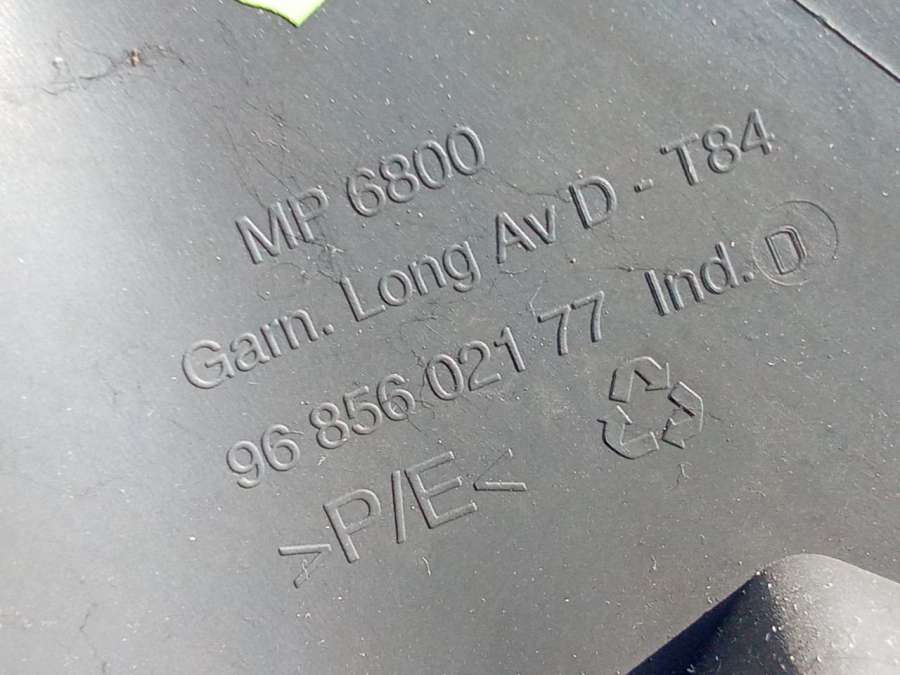 MP 6800
Garn. Long Av D - T84
96 856 021 77 Ind. D
>P/E<